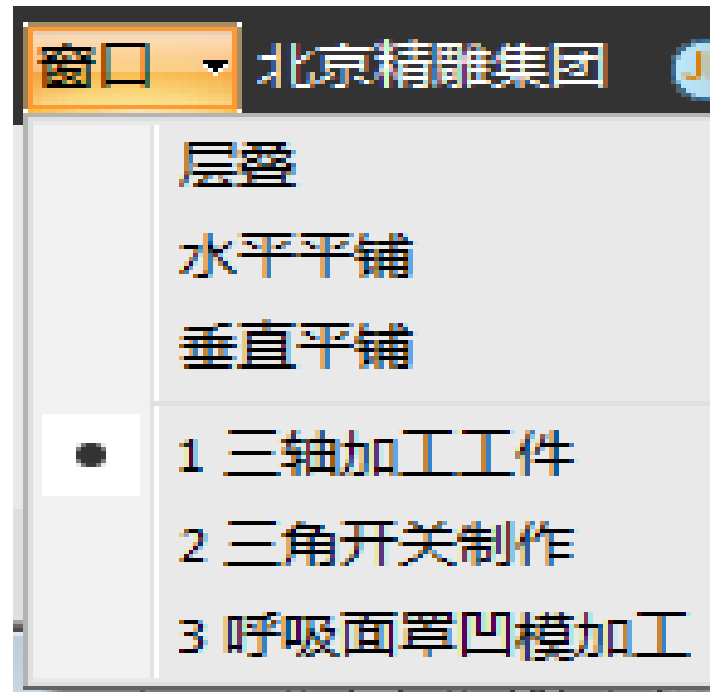 窗口 北京精雕集团 J
层叠
水平平铺
垂直平铺
1 三轴加工工件
2 三角开关制作
3 呼吸面罩凹模加工